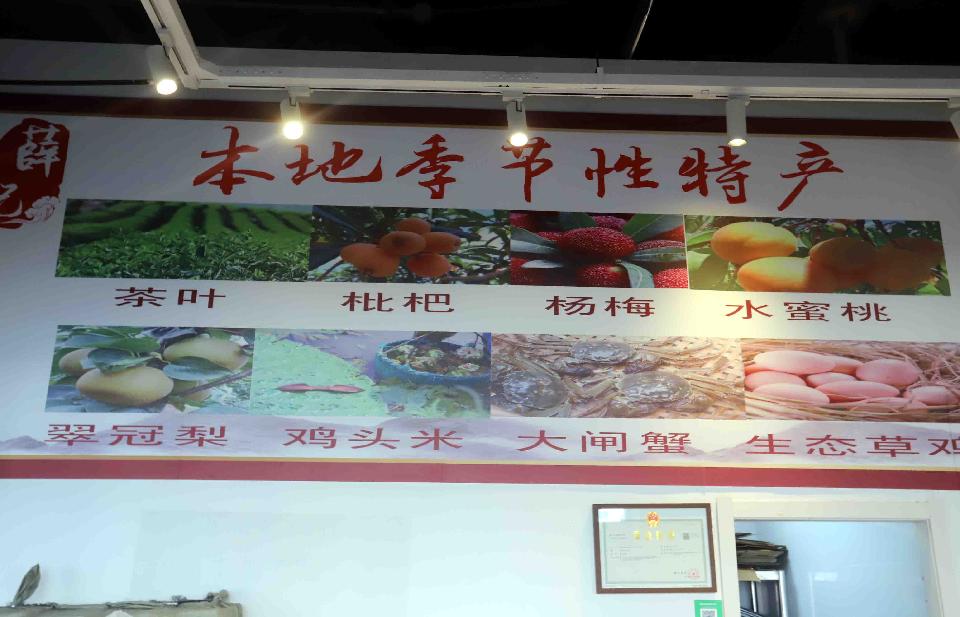 薛
本地季节性特产
茶叶 枇杷 杨梅 水蜜桃
翠冠梨 鸡头米 大闸蟹 生态草鸡